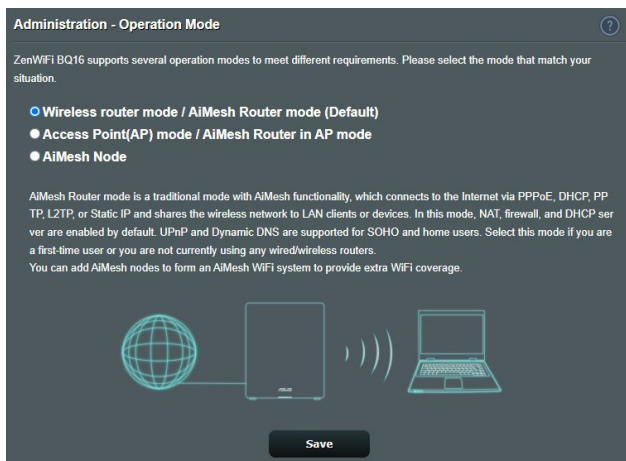 Administration - Operation Mode
?
ZenWiFi BQ16 supports several operation modes to meet different requirements. Please select the mode that match your
situation.
Wireless router mode / AiMesh Router mode (Default)
Access Point(AP) mode / AiMesh Router in AP mode
AiMesh Node
AiMesh Router mode is a traditional mode with AiMesh functionality, which connects to the Internet via PPPoE, DHCP, PP
TP, L2TP, or Static IP and shares the wireless network to LAN clients or devices. In this mode, NAT, firewall, and DHCP ser
ver are enabled by default. UPnP and Dynamic DNS are supported for SOHO and home users. Select this mode if you are
a first-time user or you are not currently using any wired/wireless routers.
You can add AiMesh nodes to form an AiMesh WiFi system to provide extra WiFi coverage.
ASUS
Save